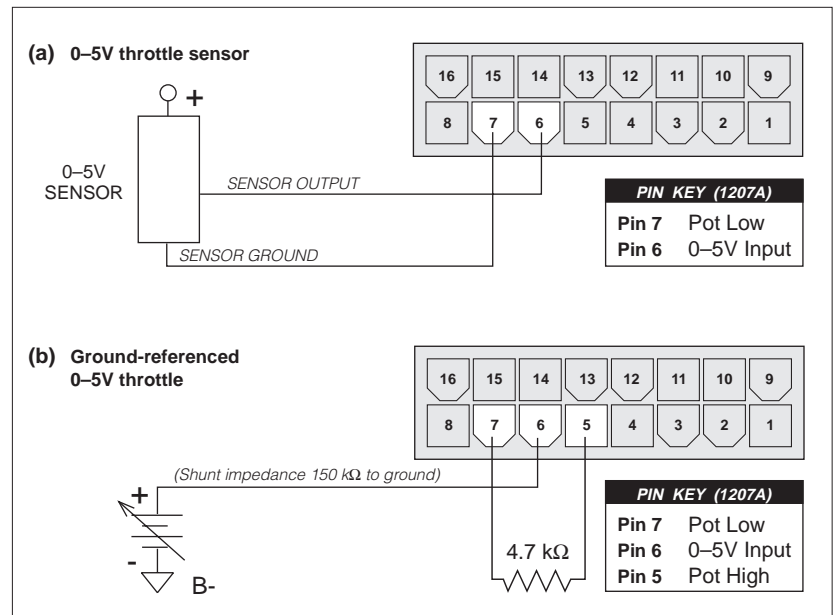 (a) 0–5V throttle sensor
16 15 14 13 12 11 10 9
8 7 6 5 4 3 2 1
+
0–5V
SENSOR
SENSOR OUTPUT
SENSOR GROUND
PIN KEY (1207A)
Pin 7 Pot Low
Pin 6 0–5V Input
(b) Ground-referenced
0–5V throttle
16 15 14 13 12 11 10 9
8 7 6 5 4 3 2 1
(Shunt impedance 150 kΩ to ground)
+
-
B-
4.7 kΩ
PIN KEY (1207A)
Pin 7 Pot Low
Pin 6 0–5V Input
Pin 5 Pot High